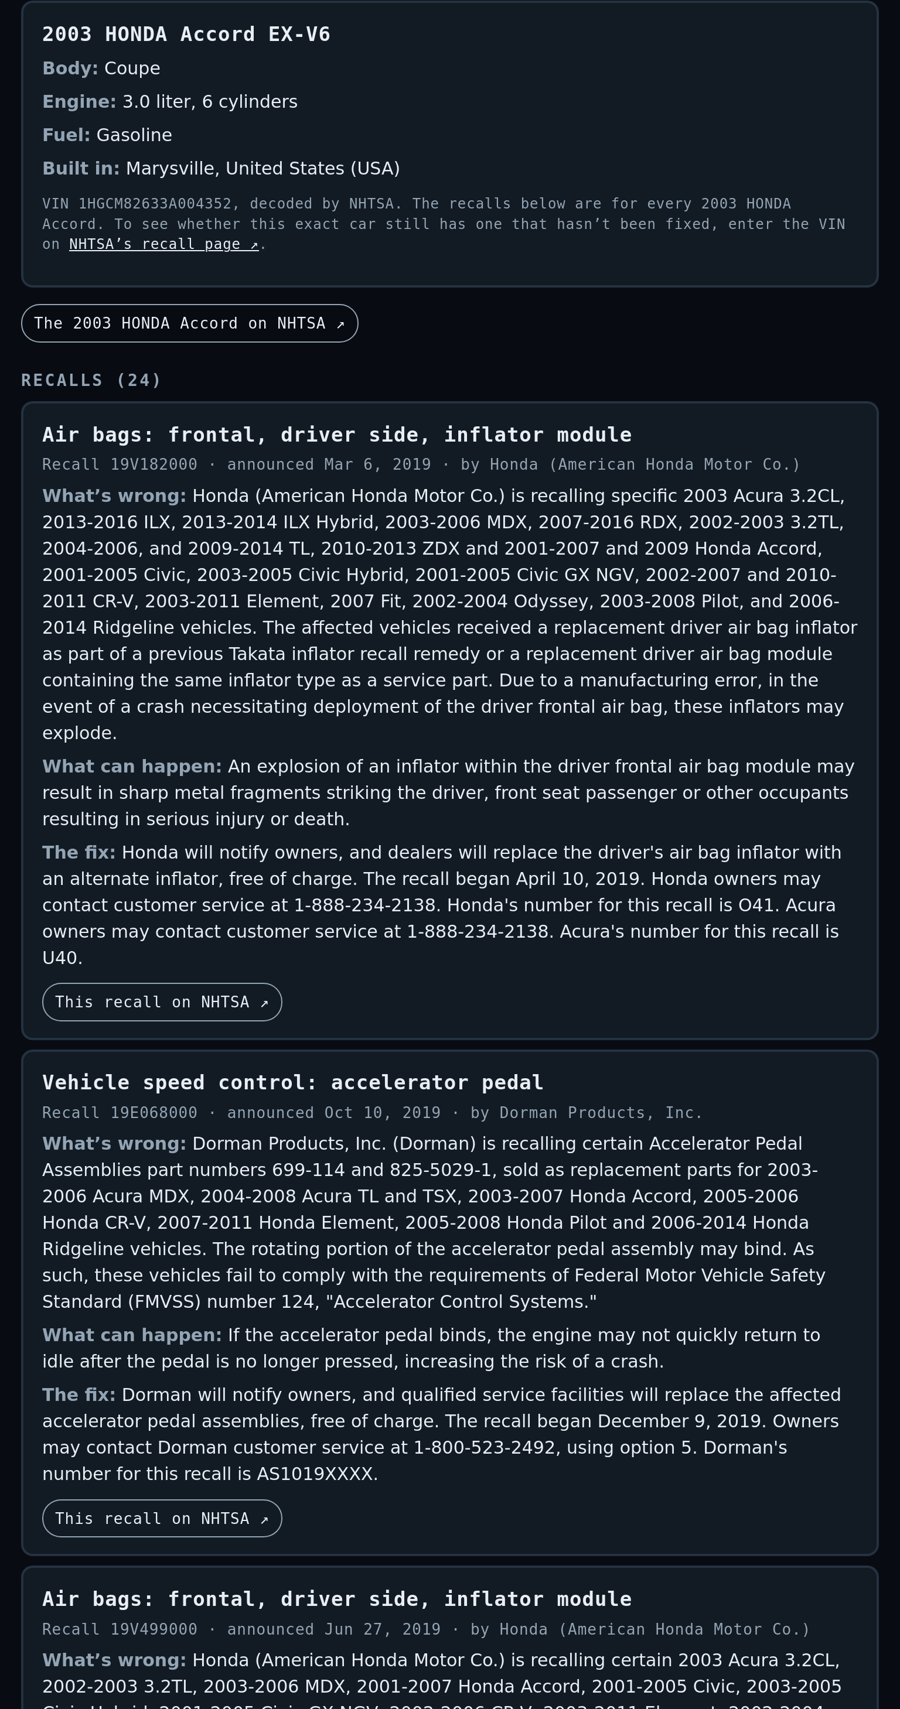 2003 HONDA Accord EX-V6
Body: Coupe
Engine: 3.0 liter, 6 cylinders
Fuel: Gasoline
Built in: Marysville, United States (USA)
VIN 1HGCM82633A004352, decoded by NHTSA. The recalls below are for every 2003 HONDA
Accord. To see whether this exact car still has one that hasn’t been fixed, enter the VIN
on NHTSA’s recall page ↗.
The 2003 HONDA Accord on NHTSA ↗
RECALLS (24)
Air bags: frontal, driver side, inflator module
Recall 19V182000 · announced Mar 6, 2019 · by Honda (American Honda Motor Co.)
What’s wrong: Honda (American Honda Motor Co.) is recalling specific 2003 Acura 3.2CL,
2013-2016 ILX, 2013-2014 ILX Hybrid, 2003-2006 MDX, 2007-2016 RDX, 2002-2003 3.2TL,
2004-2006, and 2009-2014 TL, 2010-2013 ZDX and 2001-2007 and 2009 Honda Accord,
2001-2005 Civic, 2003-2005 Civic Hybrid, 2001-2005 Civic GX NGV, 2002-2007 and 2010-
2011 CR-V, 2003-2011 Element, 2007 Fit, 2002-2004 Odyssey, 2003-2008 Pilot, and 2006-
2014 Ridgeline vehicles. The affected vehicles received a replacement driver air bag inflator
as part of a previous Takata inflator recall remedy or a replacement driver air bag module
containing the same inflator type as a service part. Due to a manufacturing error, in the
event of a crash necessitating deployment of the driver frontal air bag, these inflators may
explode.
What can happen: An explosion of an inflator within the driver frontal air bag module may
result in sharp metal fragments striking the driver, front seat passenger or other occupants
resulting in serious injury or death.
The fix: Honda will notify owners, and dealers will replace the driver's air bag inflator with
an alternate inflator, free of charge. The recall began April 10, 2019. Honda owners may
contact customer service at 1-888-234-2138. Honda's number for this recall is O41. Acura
owners may contact customer service at 1-888-234-2138. Acura's number for this recall is
U40.
This recall on NHTSA ↗
Vehicle speed control: accelerator pedal
Recall 19E068000 · announced Oct 10, 2019 · by Dorman Products, Inc.
What’s wrong: Dorman Products, Inc. (Dorman) is recalling certain Accelerator Pedal
Assemblies part numbers 699-114 and 825-5029-1, sold as replacement parts for 2003-
2006 Acura MDX, 2004-2008 Acura TL and TSX, 2003-2007 Honda Accord, 2005-2006
Honda CR-V, 2007-2011 Honda Element, 2005-2008 Honda Pilot and 2006-2014 Honda
Ridgeline vehicles. The rotating portion of the accelerator pedal assembly may bind. As
such, these vehicles fail to comply with the requirements of Federal Motor Vehicle Safety
Standard (FMVSS) number 124, "Accelerator Control Systems."
What can happen: If the accelerator pedal binds, the engine may not quickly return to
idle after the pedal is no longer pressed, increasing the risk of a crash.
The fix: Dorman will notify owners, and qualified service facilities will replace the affected
accelerator pedal assemblies, free of charge. The recall began December 9, 2019. Owners
may contact Dorman customer service at 1-800-523-2492, using option 5. Dorman's
number for this recall is AS1019XXXX.
This recall on NHTSA ↗
Air bags: frontal, driver side, inflator module
Recall 19V499000 · announced Jun 27, 2019 · by Honda (American Honda Motor Co.)
What’s wrong: Honda (American Honda Motor Co.) is recalling certain 2003 Acura 3.2CL,
2002-2003 3.2TL, 2003-2006 MDX, 2001-2007 Honda Accord, 2001-2005 Civic, 2003-2005